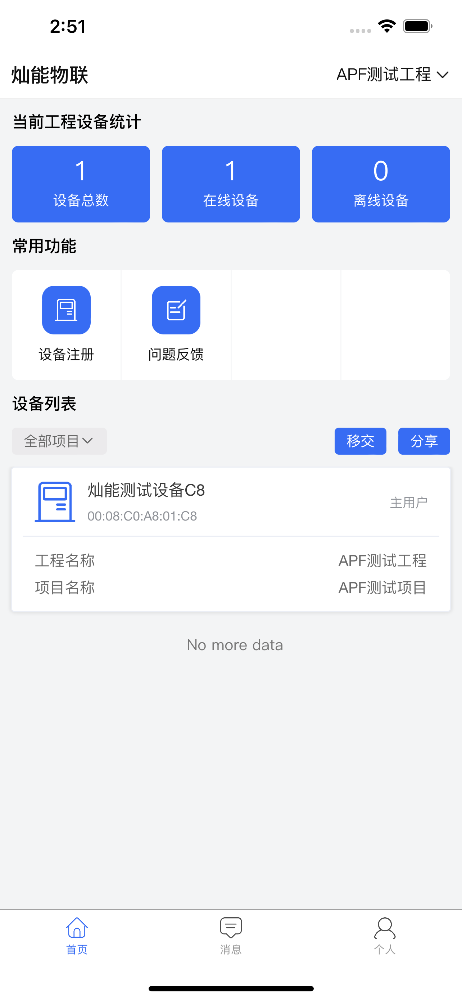 2:51
灿能物联
APF测试工程
当前工程设备统计
1
1
0
设备总数
在线设备
离线设备
常用功能
设备注册
问题反馈
设备列表
全部项目
移交
分享
灿能测试设备C8
主用户
00:08:C0:A8:01:C8
工程名称
APF测试工程
项目名称
APF测试项目
No more data
首页
消息
个人